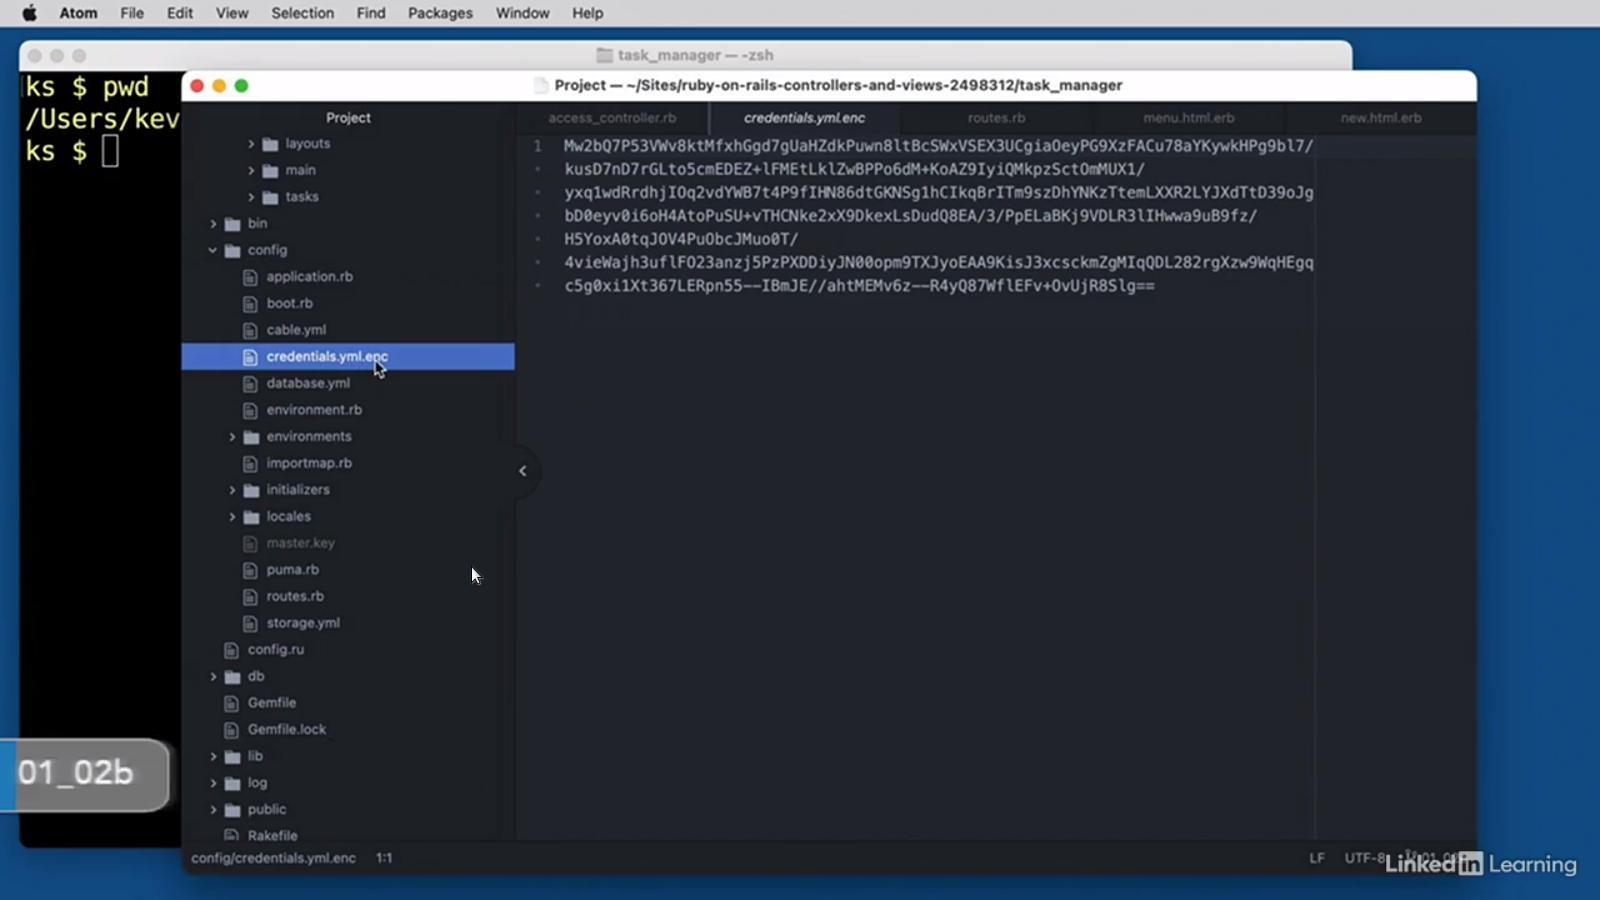 Atom File Edit View Selection Find Packages Window Help
task_manager — -zsh
ks $ pwd
/Users/kev
ks $
Project — ~/Sites/ruby-on-rails-controllers-and-views-2498312/task_manager
Project
layouts
main
tasks
bin
config
application.rb
boot.rb
cable.yml
credentials.yml.enc
database.yml
environment.rb
environments
importmap.rb
initializers
locales
master.key
puma.rb
routes.rb
storage.yml
config.ru
db
Gemfile
Gemfile.lock
lib
log
public
Rakefile
access_controller.rb credentials.yml.enc routes.rb menu.html.erb new.html.erb
1 Mw2bQ7P53VWv8ktMfxhGgd7gUaHZdkPuwn8ltBcSWxVSEX3UCgiaOeyPG9XzFACu78aYKywkHPg9bl7/
kusD7nD7rGLto5cmEDEZ+lFMEtLklZwBPPo6dM+KoAZ9IyiQMkpzSctOmMUX1/
yxq1wdRrdhjIOq2vdYWB7t4P9fIHN86dtGKNSg1hCIkqBrITm9szDhYNKzTtemLXXR2LYJXdTtD39oJg
bD0eyv0i6oH4AtoPuSU+vTHCNke2xX9DkexLsDudQ8EA/3/PpELaBKj9VDLR3lIHwwa9uB9fz/
H5YoxA0tqJOV4PuObcJMuo0T/
4vieWajh3uflFO23anzj5PzPXDDiyJN00opm9TXJyoEAA9KisJ3xcsckmZgMIqQDL282rgXzw9WqHEgq
c5g0xi1Xt367LERpn55--IBmJE//ahtMEMv6z--R4yQ87WflEFv+OvUjR8Slg==
01_02b
config/credentials.yml.enc 1:1
LF UTF-8
LinkedIn Learning